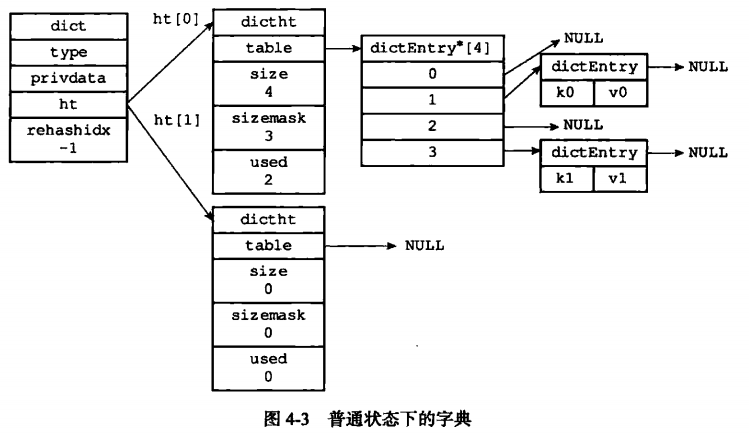 dict
type
privdata
ht
rehashidx
-1
ht[0]
ht[1]
dictht
table
size
4
sizemask
3
used
2
dictEntry*[4]
0
1
2
3
NULL
dictEntry
k0 v0
NULL
NULL
dictEntry
k1 v1
NULL
dictht
table
size
0
sizemask
0
used
0
NULL
图 4-3 普通状态下的字典